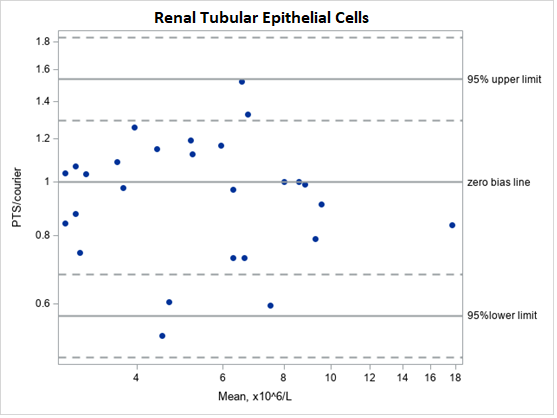 Renal Tubular Epithelial Cells
1.8
1.6
95% upper limit
1.4
1.2
PTS/courier
1
zero bias line
0.8
0.6
95%lower limit
4 6 8 10 12 14 16 18
Mean, x10^6/L